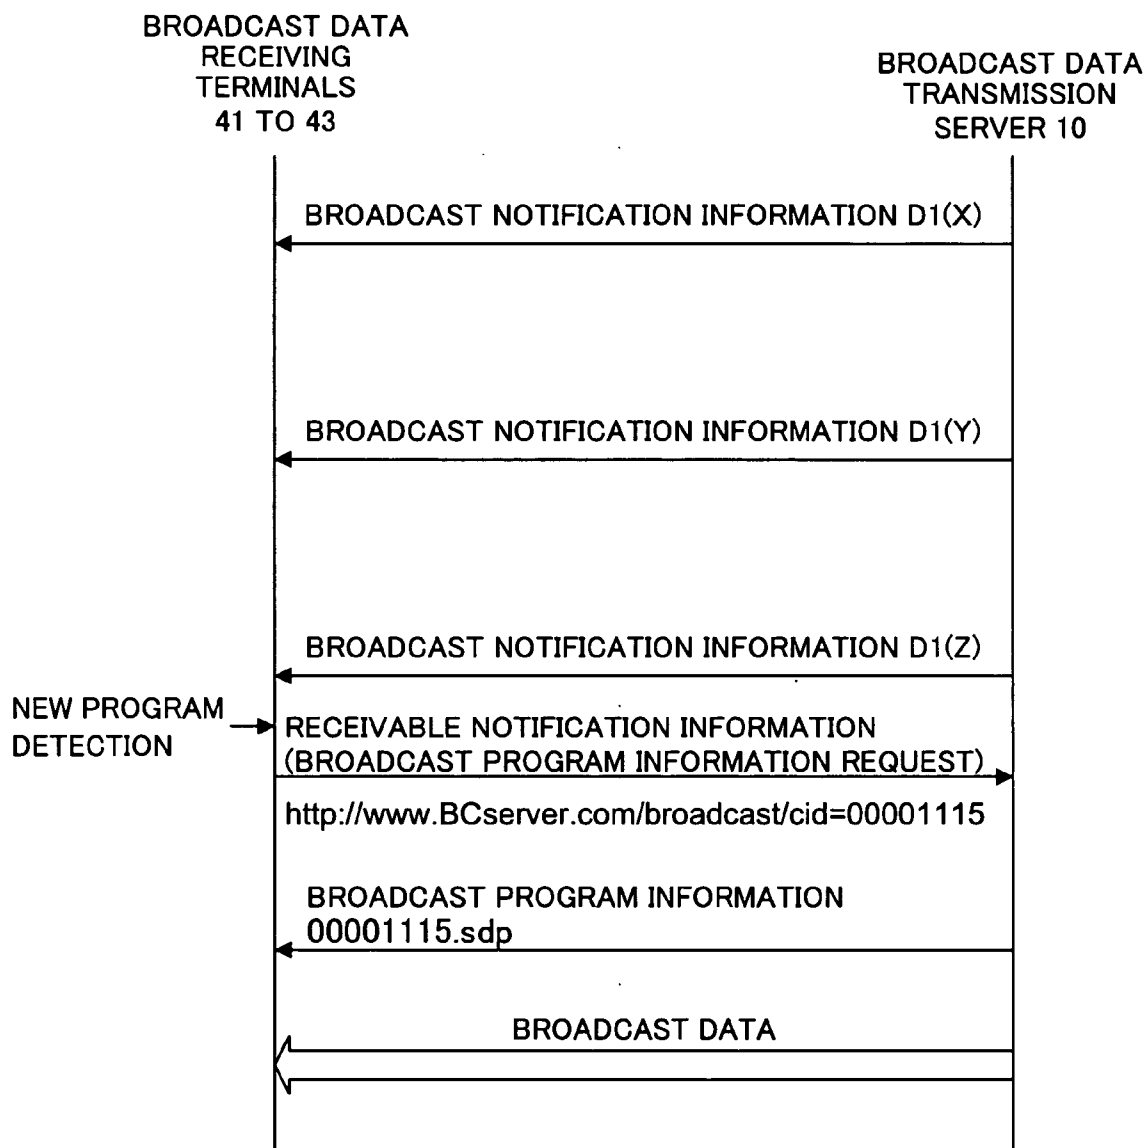 BROADCAST DATA
RECEIVING
TERMINALS
41 TO 43
BROADCAST DATA
TRANSMISSION
SERVER 10
BROADCAST NOTIFICATION INFORMATION D1(X)
BROADCAST NOTIFICATION INFORMATION D1(Y)
BROADCAST NOTIFICATION INFORMATION D1(Z)
NEW PROGRAM
DETECTION
RECEIVABLE NOTIFICATION INFORMATION
(BROADCAST PROGRAM INFORMATION REQUEST)
http://www.BCserver.com/broadcast/cid=00001115
BROADCAST PROGRAM INFORMATION
00001115.sdp
BROADCAST DATA